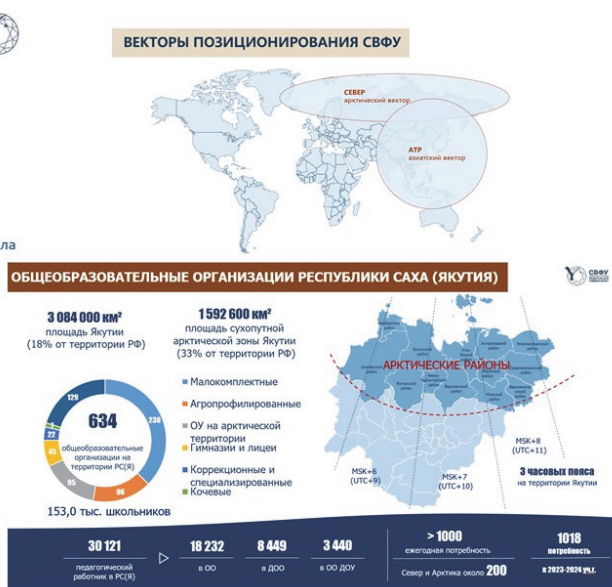 ВЕКТОРЫ ПОЗИЦИОНИРОВАНИЯ СВФУ
СЕВЕР
арктический вектор
АТР
азиатский вектор
ла
ОБЩЕОБРАЗОВАТЕЛЬНЫЕ ОРГАНИЗАЦИИ РЕСПУБЛИКИ САХА (ЯКУТИЯ)
СВФУ
3 084 000 км²
площадь Якутии
(18% от территории РФ)
1 592 600 км²
площадь сухопутной
арктической зоны Якутии
(33% от территории РФ)
129
238
96
95
45
22
634
общеобразовательные
организации на
территории РС(Я)
153,0 тыс. школьников
Малокомплектные
Агропрофилированные
ОУ на арктической
территории
Гимназии и лицеи
Коррекционные и
специализированные
Кочевые
АРКТИЧЕСКИЕ РАЙОНЫ
MSK+6
(UTC+9)
MSK+7
(UTC+10)
MSK+8
(UTC+11)
3 часовых пояса
на территории Якутии
30 121
педагогический
работник в РС(Я)
18 232
в ОО
8 449
в ДОО
3 440
в ОО ДОУ
> 1000
ежегодная потребность
Север и Арктика около 200
1018
потребность
в 2023-2024 уч.г.